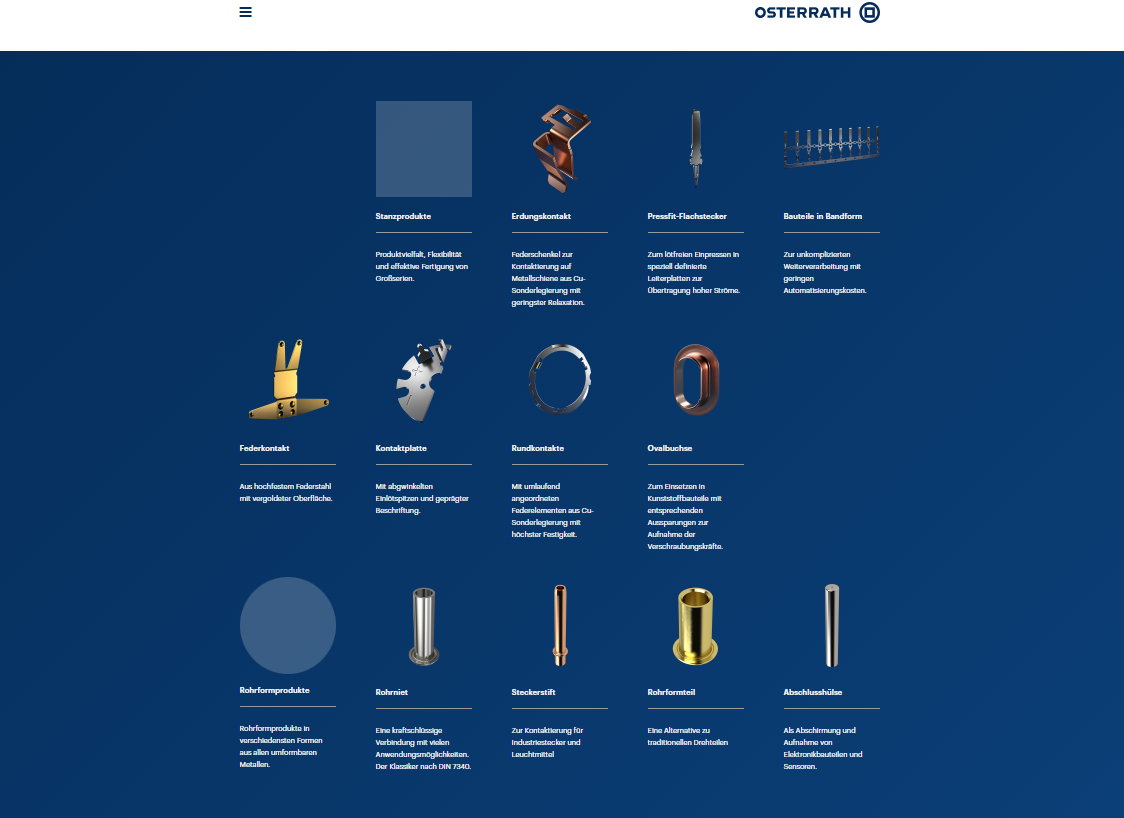 OSTERRATH
Stanzprodukte
Produktvielfalt, Flexibilität
und effektive Fertigung von
Großserien.
Erdungskontakt
Federschenkel zur
Kontaktierung auf
Metallschiene aus Cu-
Sonderlegierung mit
geringster Relaxation.
Pressfit-Flachstecker
Zum lötfreien Einpressen in
speziell definierte
Leiterplatten zur
Übertragung hoher Ströme.
Bauteile in Bandform
Zur unkomplizierten
Weiterverarbeitung mit
geringen
Automatisierungskosten.
Federkontakt
Aus hochfestem Federstahl
mit vergoldeter Oberfläche.
Kontaktplatte
Mit abgwinkelten
Einlötspitzen und geprägter
Beschriftung.
Rundkontakte
Mit umlaufend
angeordneten
Federelementen aus Cu-
Sonderlegierung mit
höchster Festigkeit.
Ovalbuchse
Zum Einsetzen in
Kunststoffbauteile mit
entsprechenden
Aussparungen zur
Aufnahme der
Verschraubungskräfte.
Rohrformprodukte
Rohrformprodukte in
verschiedensten Formen
aus allen umformbaren
Metallen.
Rohrniet
Eine kraftschlüssige
Verbindung mit vielen
Anwendungsmöglichkeiten.
Der Klassiker nach DIN 7340.
Steckerstift
Zur Kontaktierung für
Industriestecker und
Leuchtmittel
Rohrformteil
Eine Alternative zu
traditionellen Drehteilen
Abschlusshülse
Als Abschirmung und
Aufnahme von
Elektronikbauteilen und
Sensoren.